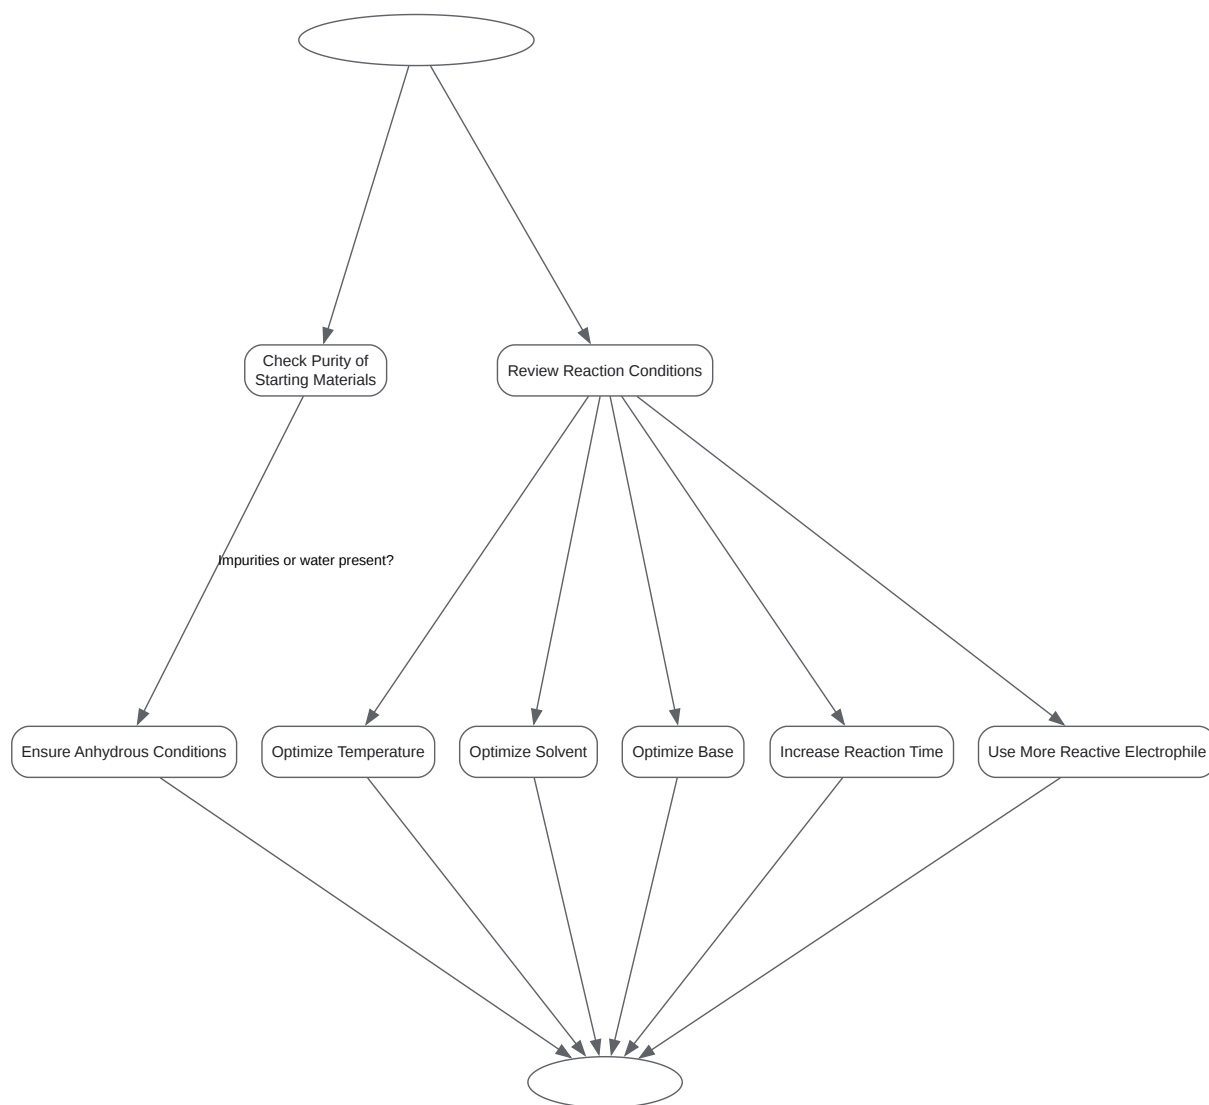 Check Purity of
Starting Materials
Review Reaction Conditions
Impurities or water present?
Ensure Anhydrous Conditions
Optimize Temperature
Optimize Solvent
Optimize Base
Increase Reaction Time
Use More Reactive Electrophile